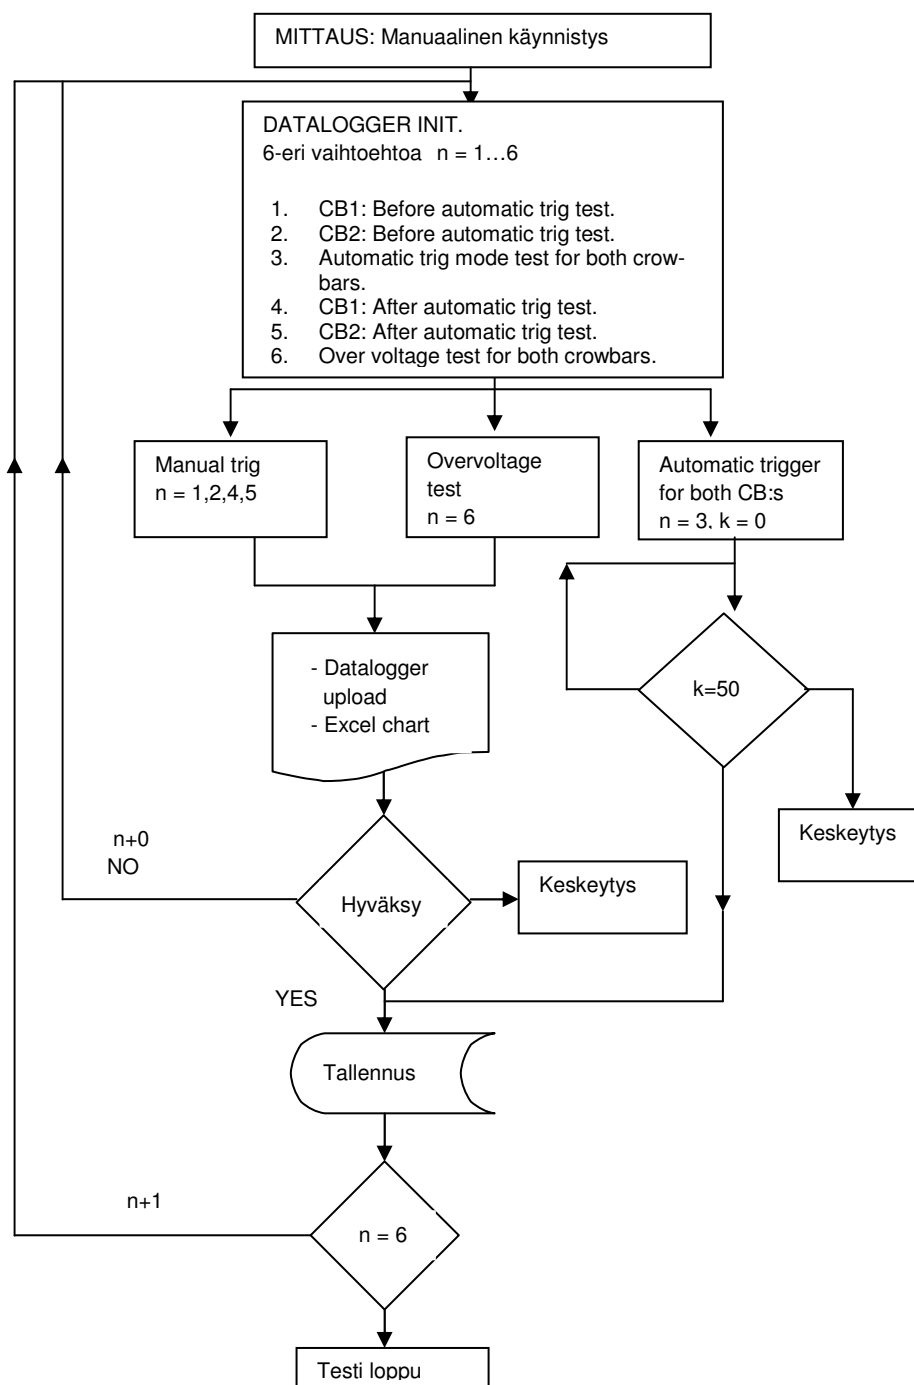 MITTAUS: Manuaalinen käynnistys
DATALOGGER INIT.
6-eri vaihtoehtoa n = 1…6
1. CB1: Before automatic trig test.
2. CB2: Before automatic trig test.
3. Automatic trig mode test for both crow-
bars.
4. CB1: After automatic trig test.
5. CB2: After automatic trig test.
6. Over voltage test for both crowbars.
Manual trig
n = 1,2,4,5
Overvoltage
test
n = 6
Automatic trigger
for both CB:s
n = 3, k = 0
- Datalogger
upload
- Excel chart
k=50
Keskeytys
n+0
NO
Hyväksy
Keskeytys
YES
Tallennus
n+1
n = 6
Testi loppu